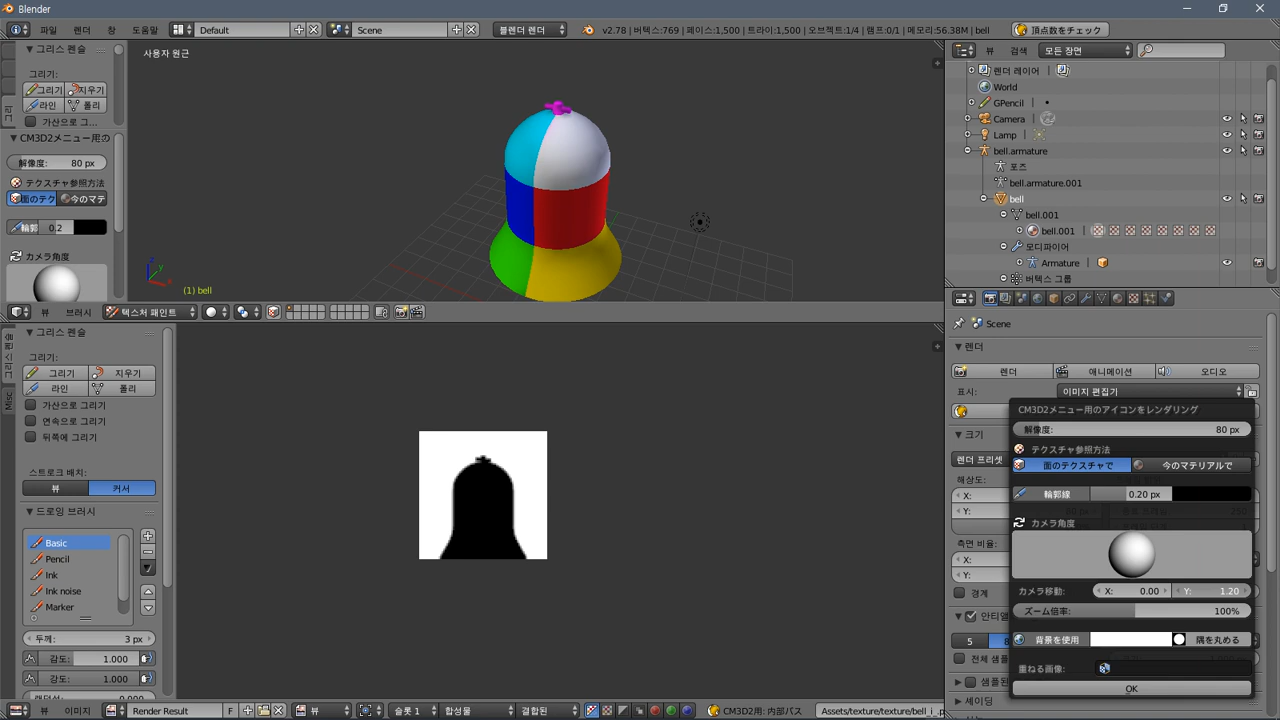 Blender
파일 렌더 창 도움말 Default Scene 블렌더 렌더 v2.78 | 버텍스:769 | 페이스:1,500 | 트라이:1,500 | 오브젝트:1/4 | 램프:0/1 | 메모리:56.38M | bell 頂点数をチェック
그리스 펜슬
그리기:
그리기 지우기
라인 폴리
가산으로 그...
CM3D2メニュー用の
解像度: 80 px
テクスチャ参照方法
面のテク 今のマテ
輪郭 0.2
カメラ角度
사용자 원근
(1) bell
뷰 검색 모든 장면
렌더 레이어
World
GPencil
Camera
Lamp
bell.armature
포즈
bell.armature.001
bell
bell.001
bell.001
모디파이어
Armature
버텍스 그룹
뷰 브러시 텍스처 페인트
그리스 펜슬
그리기:
그리기 지우기
라인 폴리
가산으로 그리기
연속으로 그리기
뒤쪽에 그리기
스트로크 배치:
뷰 커서
드로잉 브러시
Basic
Pencil
Ink
Ink noise
Marker
두께: 3 px
감도: 1.000
감도: 1.000
Misc
Scene
렌더
렌더 애니메이션 오디오
표시: 이미지 편집기
크기
렌더 프리셋
해상도:
X:
Y:
측면 비율:
X:
Y:
경계
안티앨
5 8
전체 샘플
샘플된
셰이딩
CM3D2メニュー用のアイコンをレンダリング
解像度: 80 px
テクスチャ参照方法
面のテクスチャで 今のマテリアルで
輪郭線 0.20 px
カメラ角度
カメラ移動: X: 0.00 Y: 1.20
ズーム倍率: 100%
背景を使用 隅を丸める
重ねる画像:
OK
뷰 이미지 Render Result F 뷰 슬롯 1 합성물 결합된 CM3D2用: 内部パス Assets/texture/texture/bell_i_.p